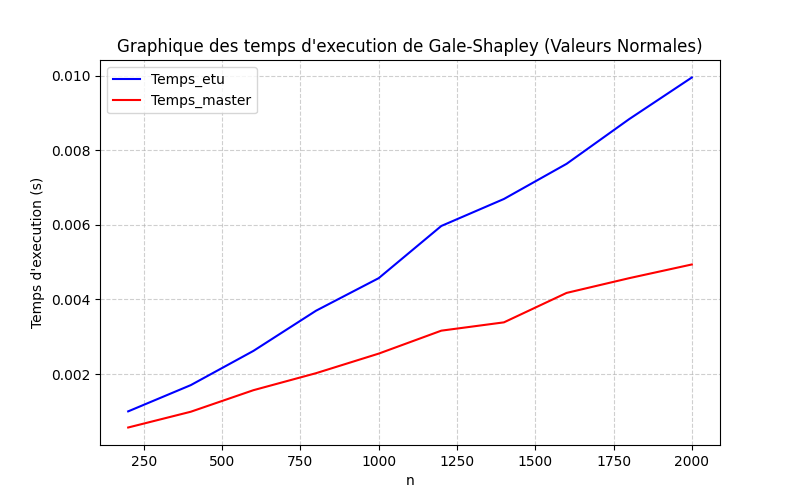 Graphique des temps d'execution de Gale-Shapley (Valeurs Normales)
Temps_etu
Temps_master
0.010
0.008
0.006
0.004
0.002
Temps d'execution (s)
250
500
750
1000
1250
1500
1750
2000
n